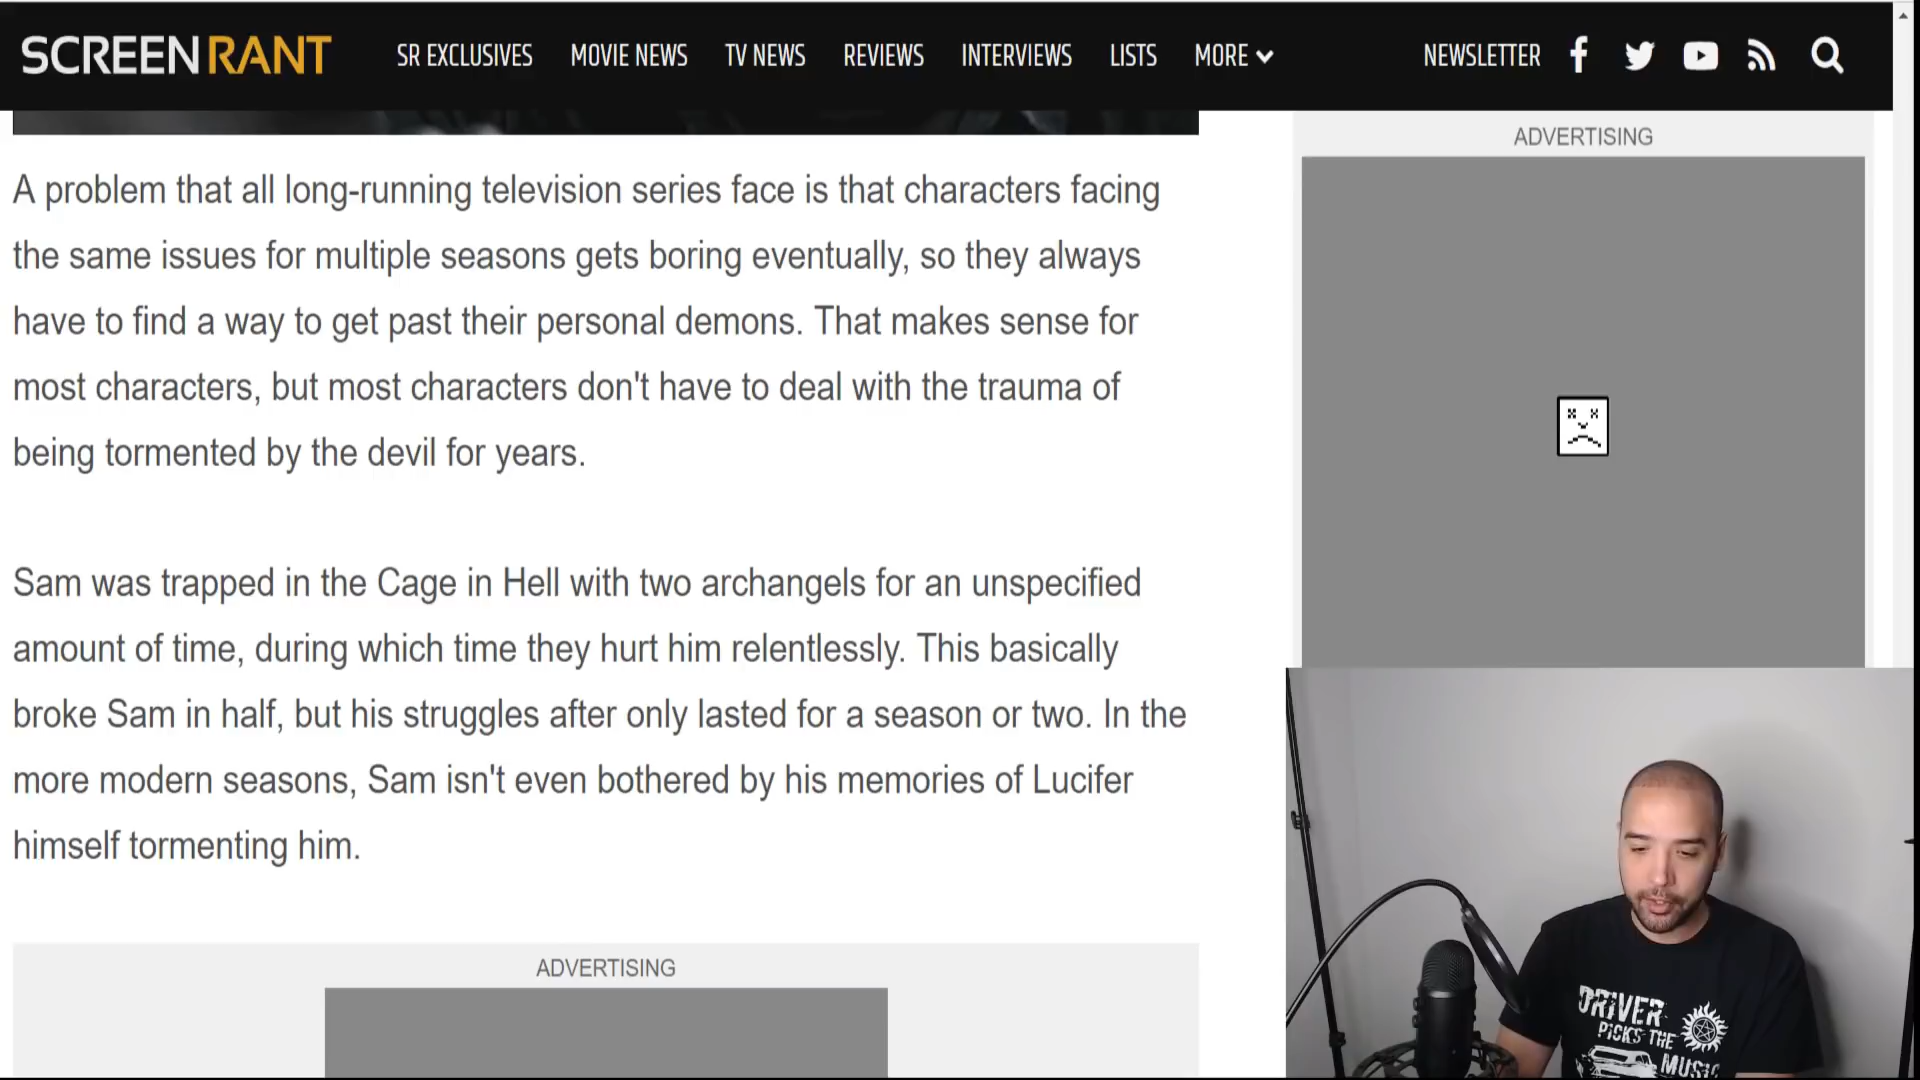 SCREENRANT SR EXCLUSIVES MOVIE NEWS TV NEWS REVIEWS INTERVIEWS LISTS MORE NEWSLETTER
ADVERTISING
A problem that all long-running television series face is that characters facing
the same issues for multiple seasons gets boring eventually, so they always
have to find a way to get past their personal demons. That makes sense for
most characters, but most characters don't have to deal with the trauma of
being tormented by the devil for years.
Sam was trapped in the Cage in Hell with two archangels for an unspecified
amount of time, during which time they hurt him relentlessly. This basically
broke Sam in half, but his struggles after only lasted for a season or two. In the
more modern seasons, Sam isn't even bothered by his memories of Lucifer
himself tormenting him.
ADVERTISING
DRIVER
PICKS THE
MUSIC